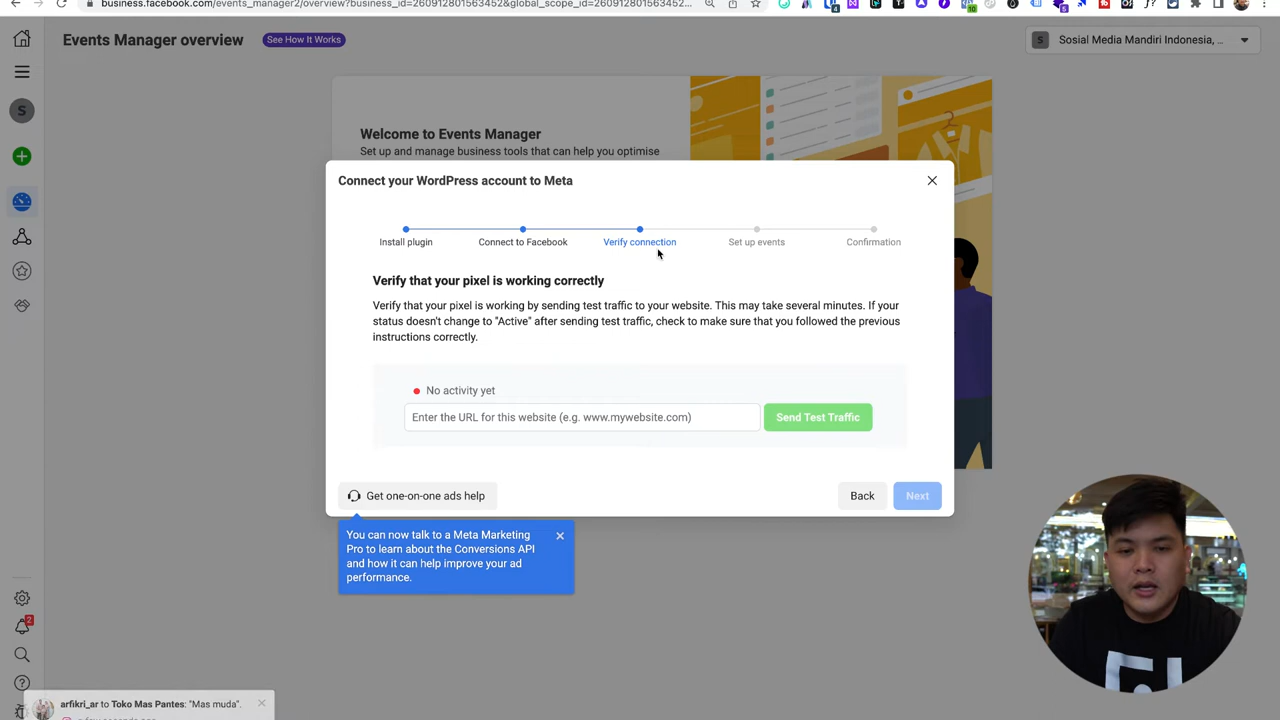 business.facebook.com/events_manager2/overview?business_id=260912801563452&global_scope_id=260912801563452...
Events Manager overview
See How It Works
S
Sosial Media Mandiri Indonesia, ...
S
Welcome to Events Manager
Set up and manage business tools that can help you optimise
Connect your WordPress account to Meta
Install plugin
Connect to Facebook
Verify connection
Set up events
Confirmation
Verify that your pixel is working correctly
Verify that your pixel is working by sending test traffic to your website. This may take several minutes. If your
status doesn't change to "Active" after sending test traffic, check to make sure that you followed the previous
instructions correctly.
No activity yet
Enter the URL for this website (e.g. www.mywebsite.com)
Send Test Traffic
Get one-on-one ads help
Back
Next
You can now talk to a Meta Marketing
Pro to learn about the Conversions API
and how it can help improve your ad
performance.
2
arfikri_ar to Toko Mas Pantes: "Mas muda".